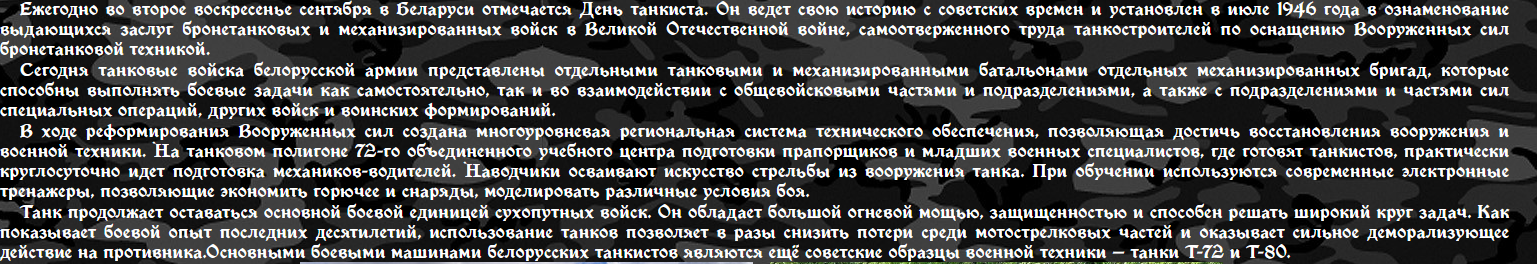 Ежегодно во второе воскресенье сентября в Беларуси отмечается День танкиста. Он ведет свою историю с советских времен и установлен в июле 1946 года в ознаменование
выдающихся заслуг бронетанковых и механизированных войск в Великой Отечественной войне, самоотверженного труда танкостроителей по оснащению Вооруженных сил
бронетанковой техникой.
Сегодня танковые войска белорусской армии представлены отдельными танковыми и механизированными батальонами отдельных механизированных бригад, которые
способны выполнять боевые задачи как самостоятельно, так и во взаимодействии с общевойсковыми частями и подразделениями, а также с подразделениями и частями сил
специальных операций, других войск и воинских формирований.
В ходе реформирования Вооруженных сил создана многоуровневая региональная система технического обеспечения, позволяющая достичь восстановления вооружения и
военной техники. На танковом полигоне 72-го объединенного учебного центра подготовки прапорщиков и младших военных специалистов, где готовят танкистов, практически
круглосуточно идет подготовка механиков-водителей. Наводчики осваивают искусство стрельбы из вооружения танка. При обучении используются современные электронные
тренажеры, позволяющие экономить горючее и снаряды, моделировать различные условия боя.
Танк продолжает оставаться основной боевой единицей сухопутных войск. Он обладает большой огневой мощью, защищенностью и способен решать широкий круг задач. Как
показывает боевой опыт последних десятилетий, использование танков позволяет в разы снизить потери среди мотострелковых частей и оказывает сильное деморализующее
действие на противника.Основными боевыми машинами белорусских танкистов являются ещё советские образцы военной техники – танки Т-72 и Т-80.